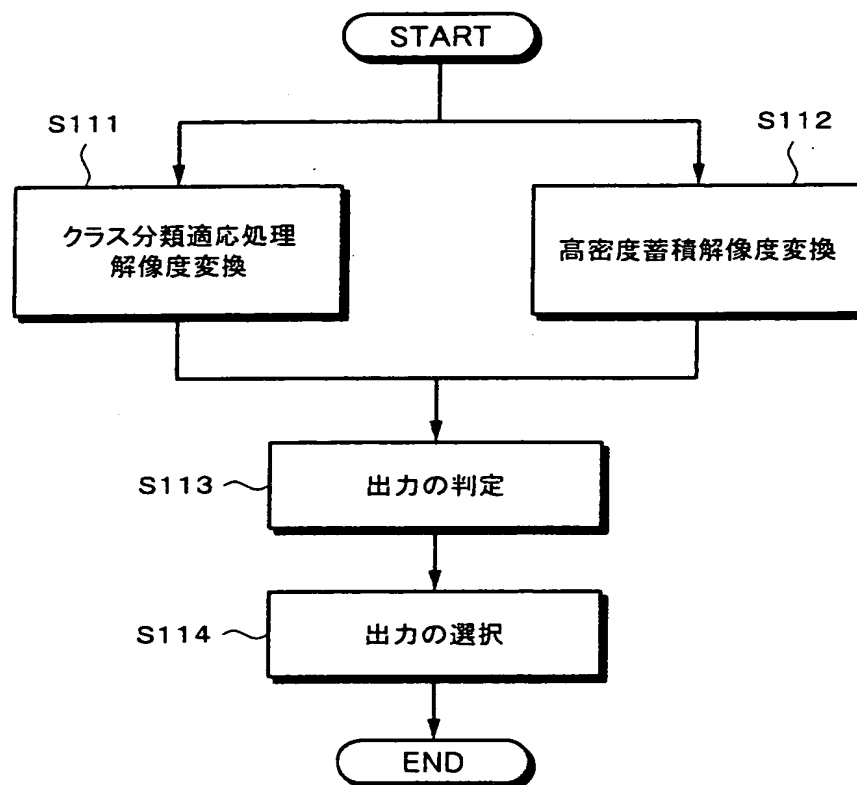 START
S111
S112
クラス分類適応処理
解像度変換
高密度蓄積解像度変換
S113
出力の判定
S114
出力の選択
END